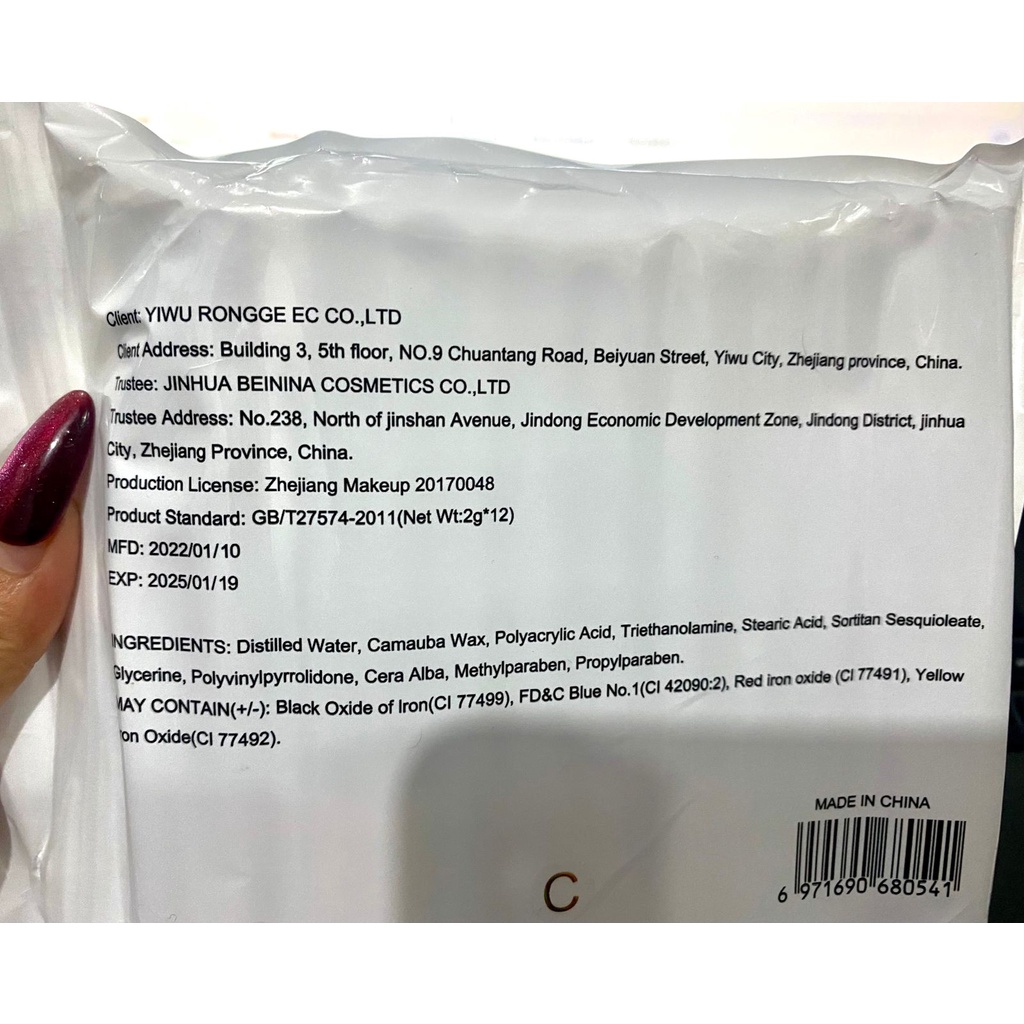 Client: YIWU RONGGE EC CO.,LTD
Client Address: Building 3, 5th floor, NO.9 Chuantang Road, Beiyuan Street, Yiwu City, Zhejiang province, China.
Trustee: JINHUA BEININA COSMETICS CO.,LTD
Trustee Address: No.238, North of jinshan Avenue, Jindong Economic Development Zone, Jindong District, jinhua
City, Zhejiang Province, China.
Production License: Zhejiang Makeup 20170048
Product Standard: GB/T27574-2011(Net Wt:2g*12)
MFD: 2022/01/10
EXP: 2025/01/19
INGREDIENTS: Distilled Water, Camauba Wax, Polyacrylic Acid, Triethanolamine, Stearic Acid, Sortitan Sesquioleate,
Glycerine, Polyvinylpyrrolidone, Cera Alba, Methylparaben, Propylparaben.
MAY CONTAIN(+/-): Black Oxide of Iron(CI 77499), FD&C Blue No.1(CI 42090:2), Red iron oxide (CI 77491), Yellow
Iron Oxide(CI 77492).
MADE IN CHINA
6 971690 680541
C